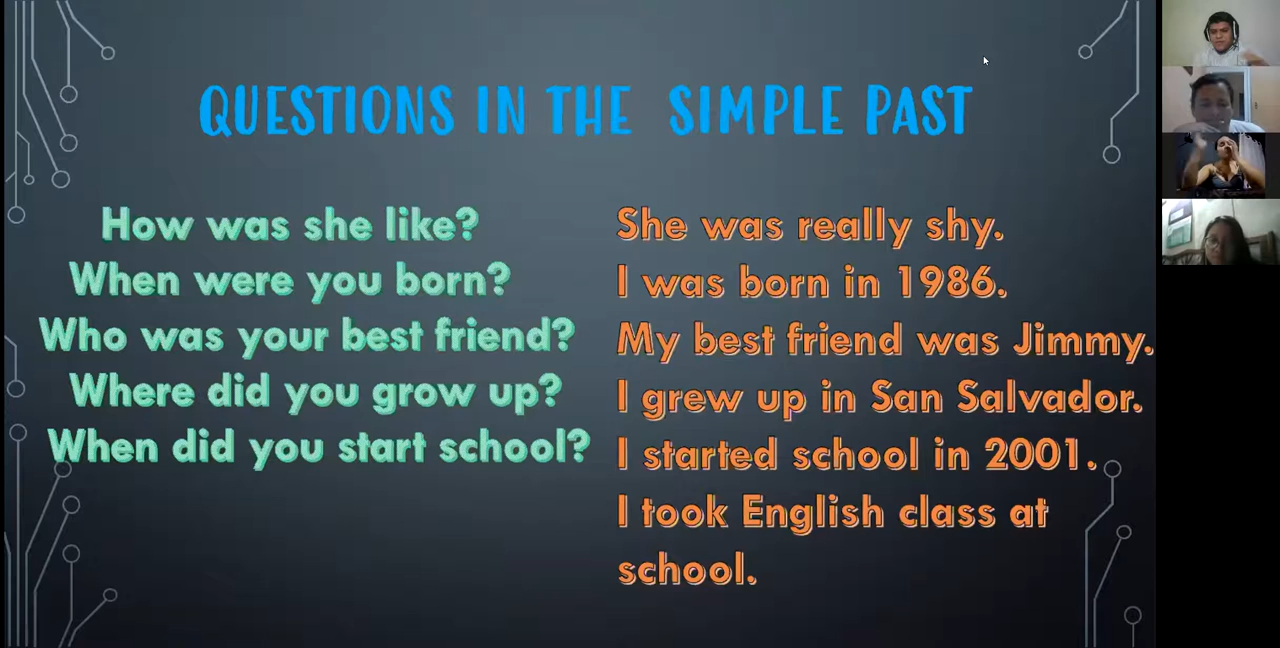 QUESTIONS IN THE SIMPLE PAST
How was she like?
When were you born?
Who was your best friend?
Where did you grow up?
When did you start school?
She was really shy.
I was born in 1986.
My best friend was Jimmy.
I grew up in San Salvador.
I started school in 2001.
I took English class at
school.